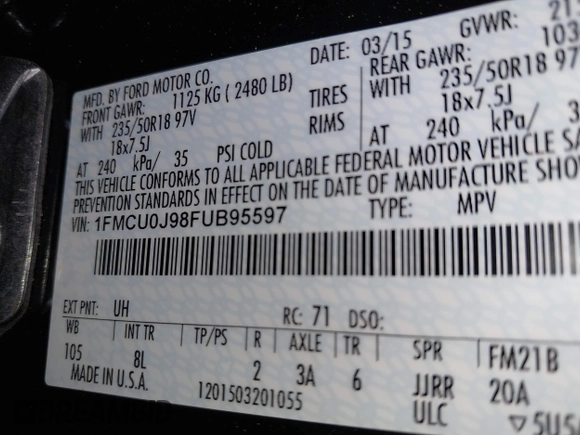 MFD. BY FORD MOTOR CO.
DATE: 03/15
GVWR:
FRONT GAWR: 1125 KG ( 2480 LB)
REAR GAWR:
WITH 235/50R18 97V
TIRES
WITH 235/50R18 97V
18x7.5J
RIMS
18x7.5J
AT 240 kPa/ 35 PSI COLD
AT 240 kPa/
THIS VEHICLE CONFORMS TO ALL APPLICABLE FEDERAL MOTOR VEHICLE
PREVENTION STANDARDS IN EFFECT ON THE DATE OF MANUFACTURE
VIN: 1FMCU0J98FUB95597
TYPE: MPV
EXT PNT: UH
RC: 71 DSO:
WB INT TR TP/PS R AXLE TR SPR FM21B
105 8L 2 3A 6 JJRR 20A
MADE IN U.S.A.
1201503201055
ULC